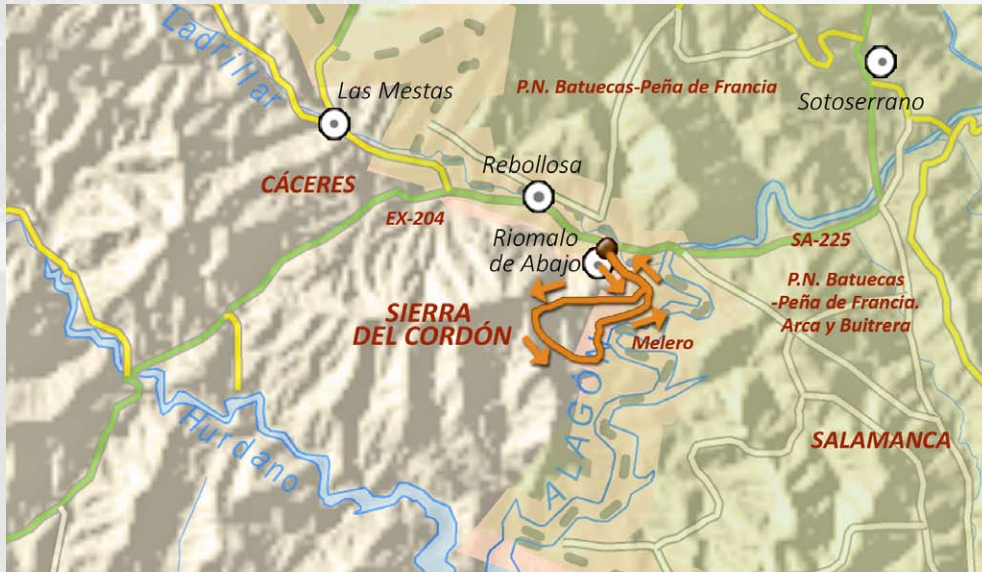 Ladrillar
Las Mestas
P.N. Batuecas-Peña de Francia
Sotoserrano
CÁCERES
Rebollosa
EX-204
Riomalo
de Abajo
SA-225
SIERRA
DEL CORDÓN
P.N. Batuecas
-Peña de Francia.
Arca y Buitrera
Melero
ALAGÓN
Hurdano
SALAMANCA